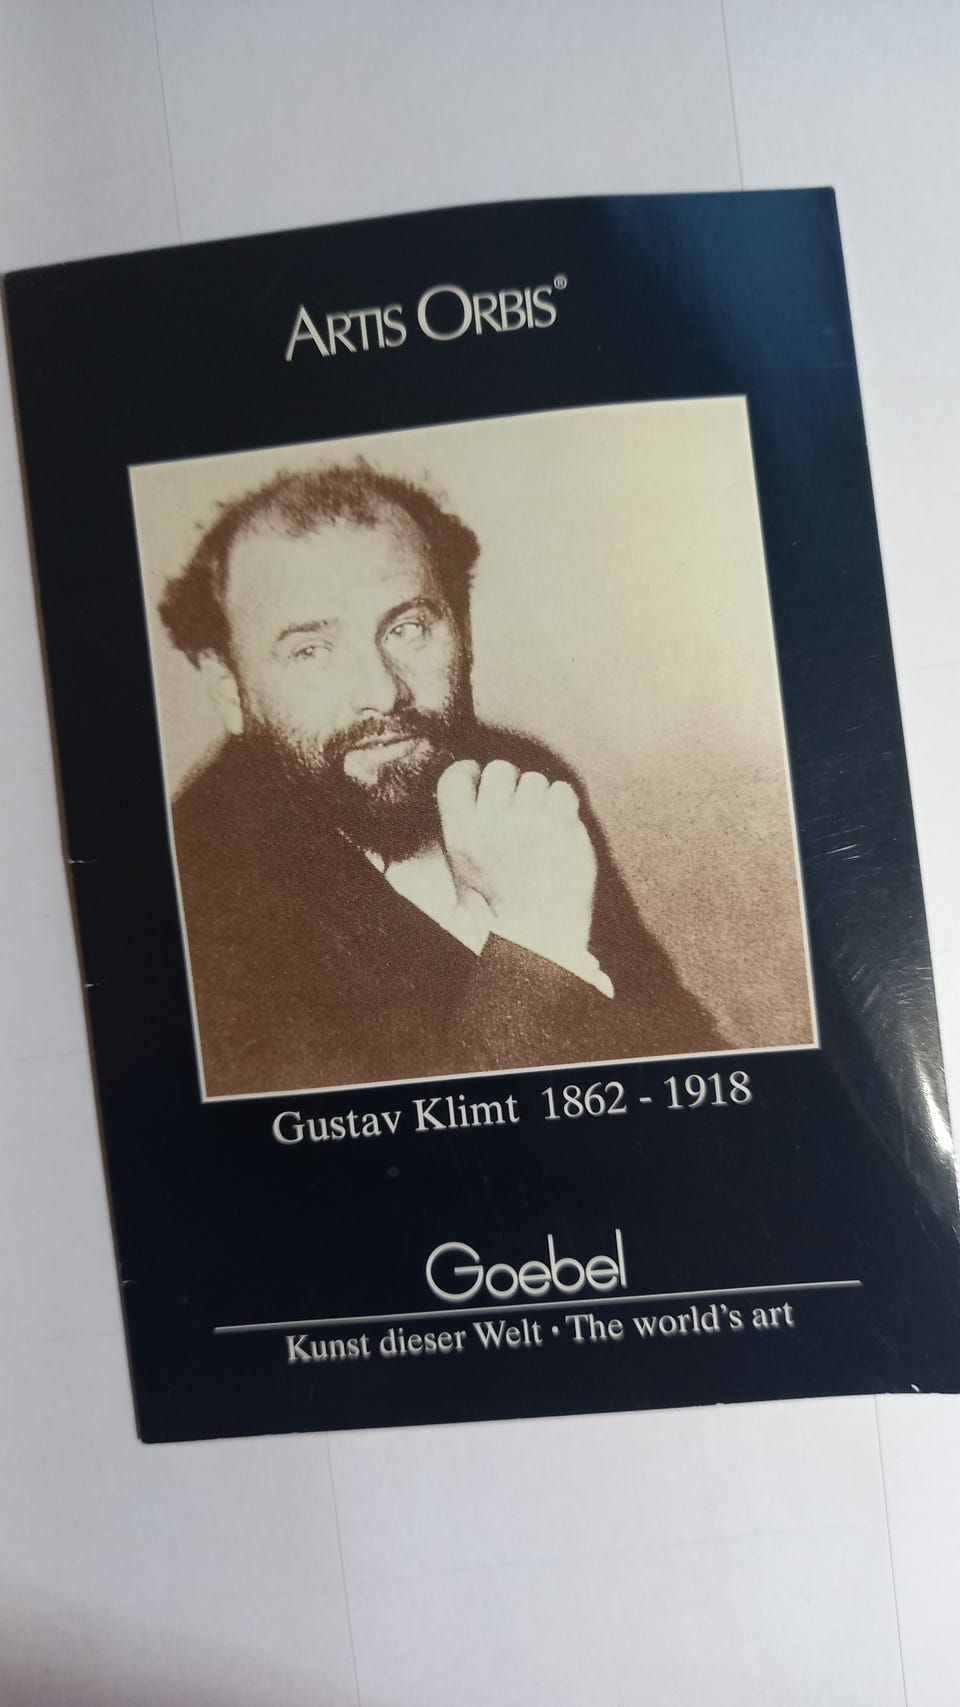 Artis Orbis®
Gustav Klimt 1862 - 1918
Goebel
Kunst dieser Welt • The world's art